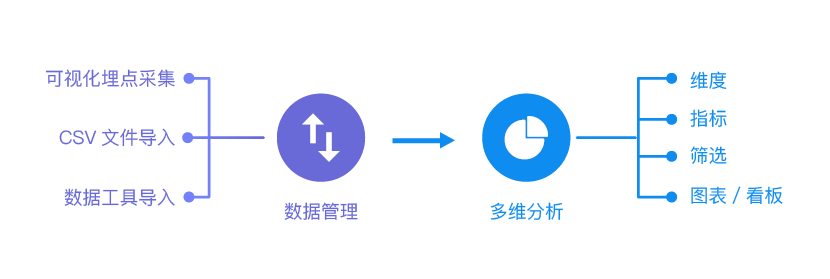 可视化埋点采集
CSV 文件导入
数据工具导入
数据管理
多维分析
维度
指标
筛选
图表 / 看板